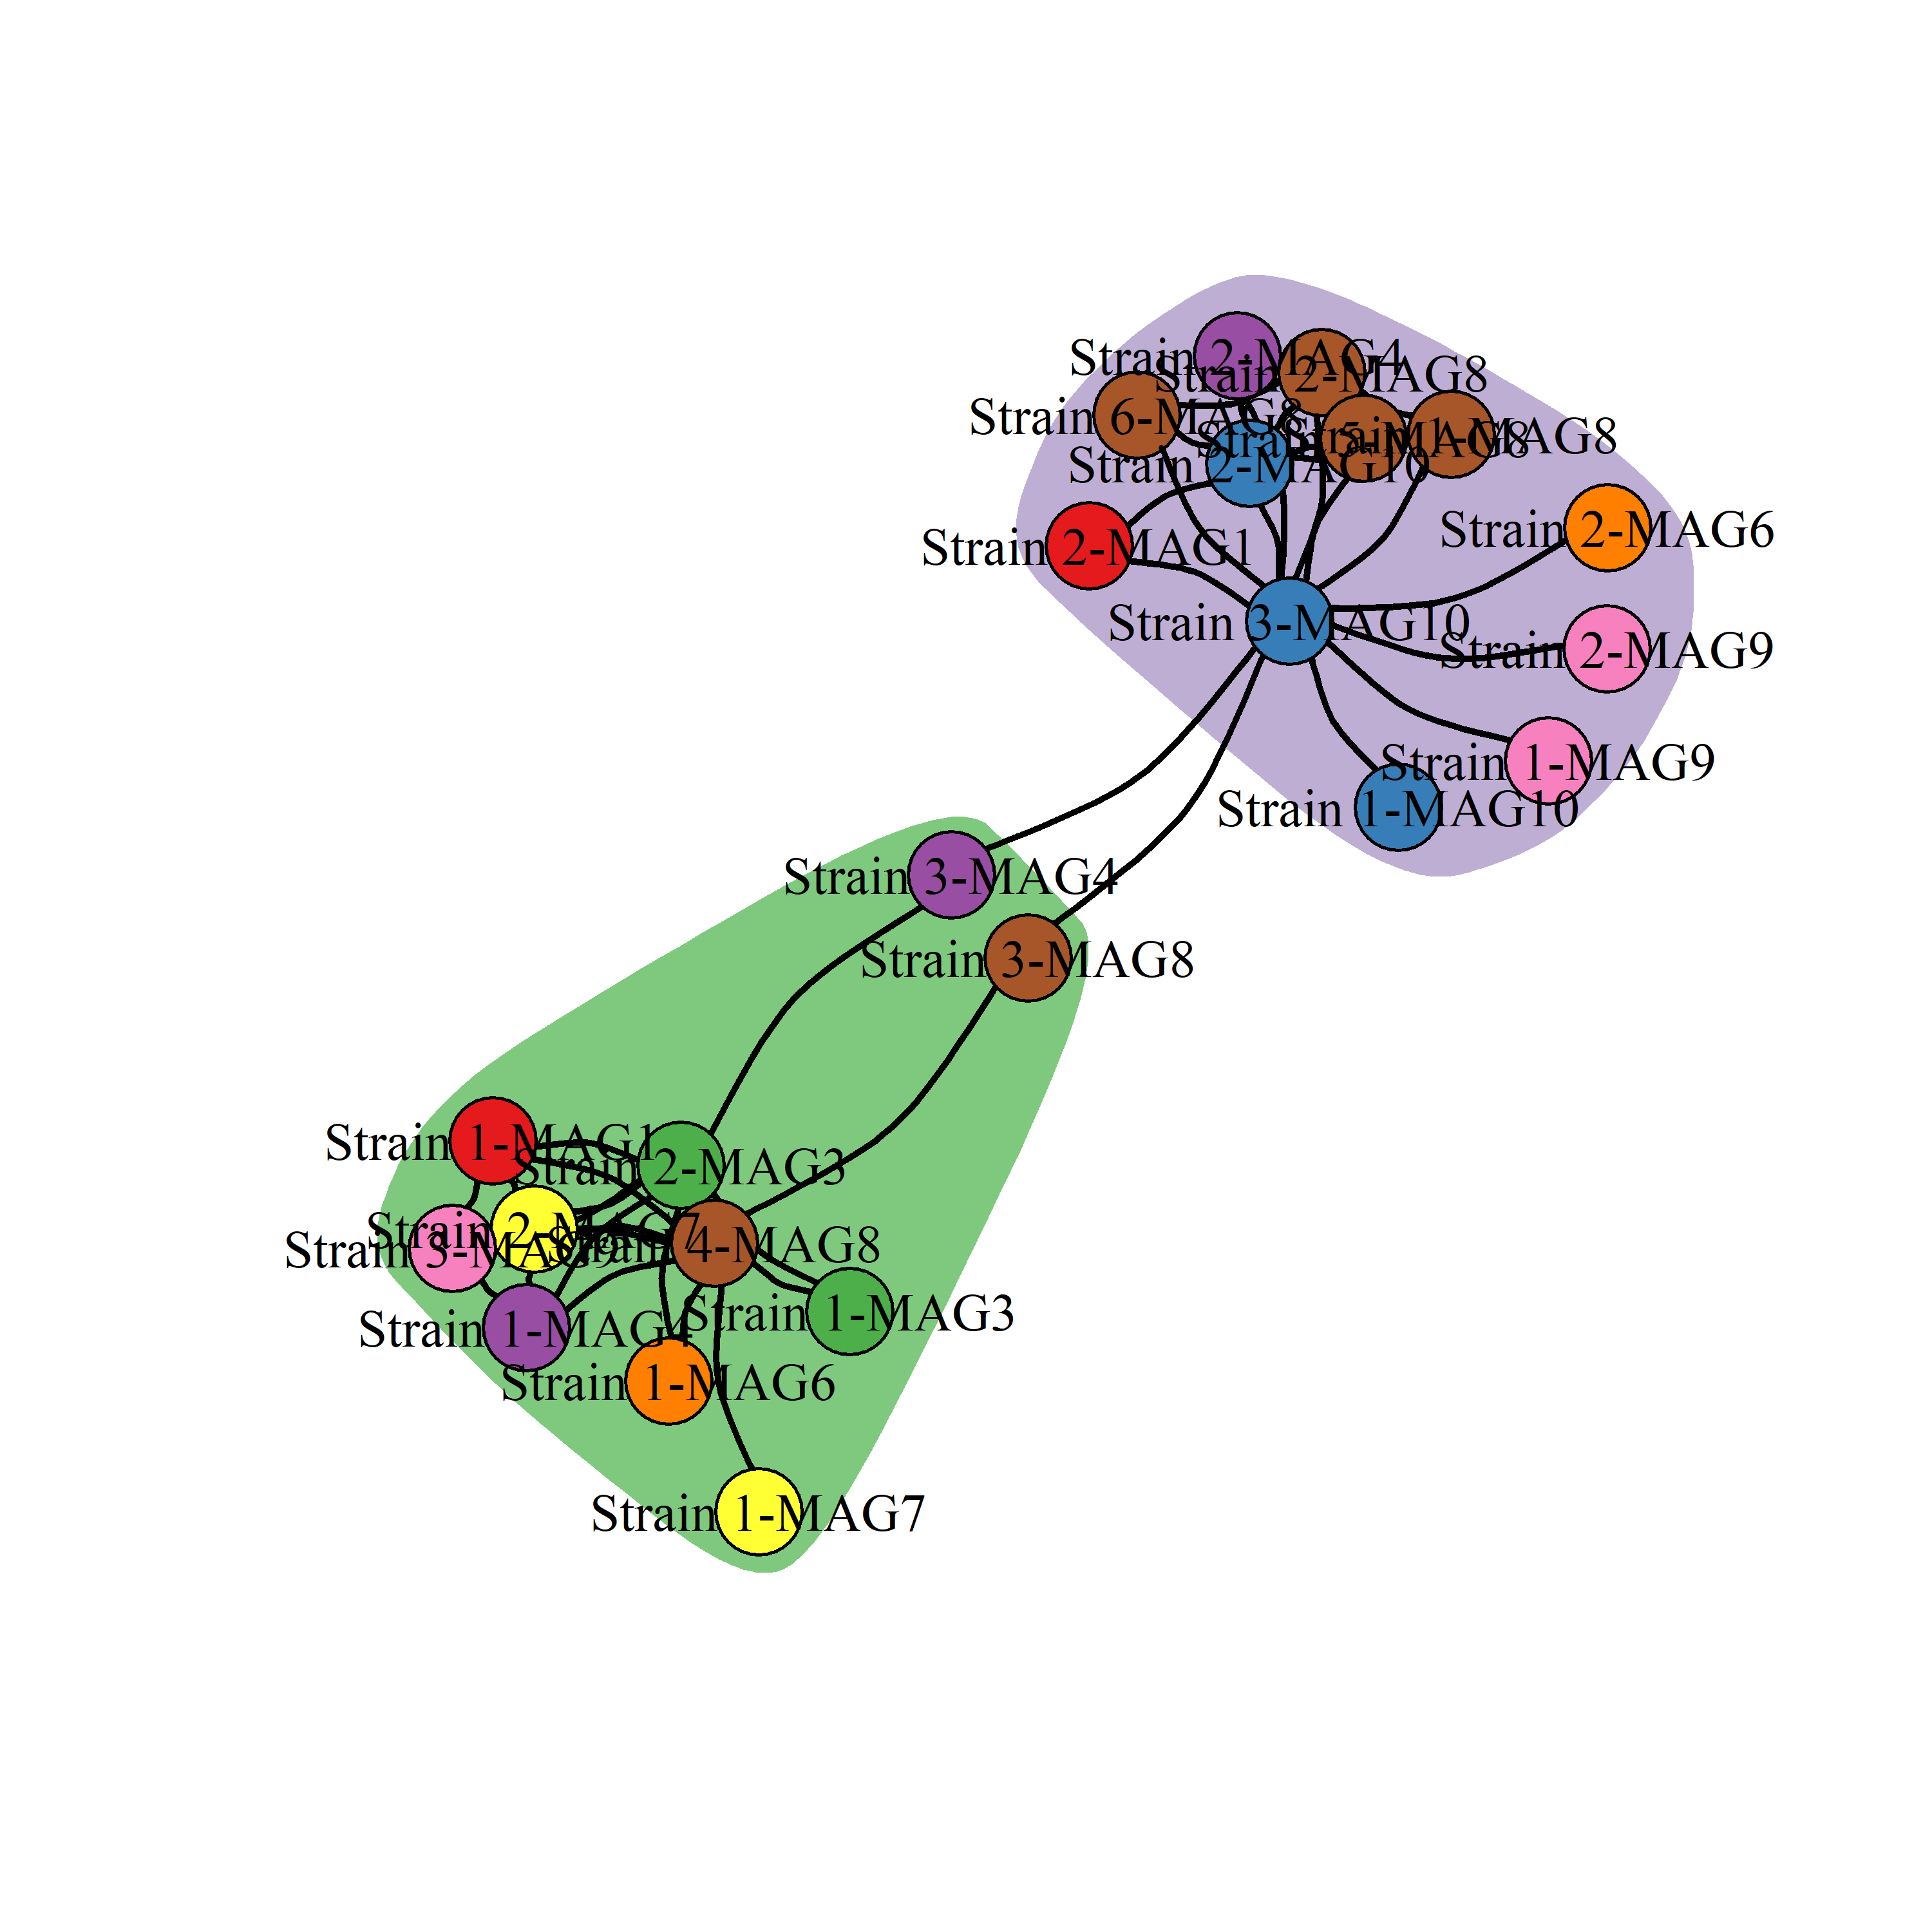 Strain 2-MAG4
Strain 2-MAG8
Strain 6-MAG8
Strain 5-MAG8
Strain 1-MAG8
Strain 2-MAG10
Strain 2-MAG6
Strain 2-MAG1
Strain 3-MAG10
Strain 2-MAG9
Strain 1-MAG9
Strain 1-MAG10
Strain 3-MAG4
Strain 3-MAG8
Strain 1-MAG1
Strain 2-MAG3
Strain 2-MAG7
Strain 4-MAG8
Strain 3-MAG9
Strain 1-MAG3
Strain 1-MAG4
Strain 1-MAG6
Strain 1-MAG7